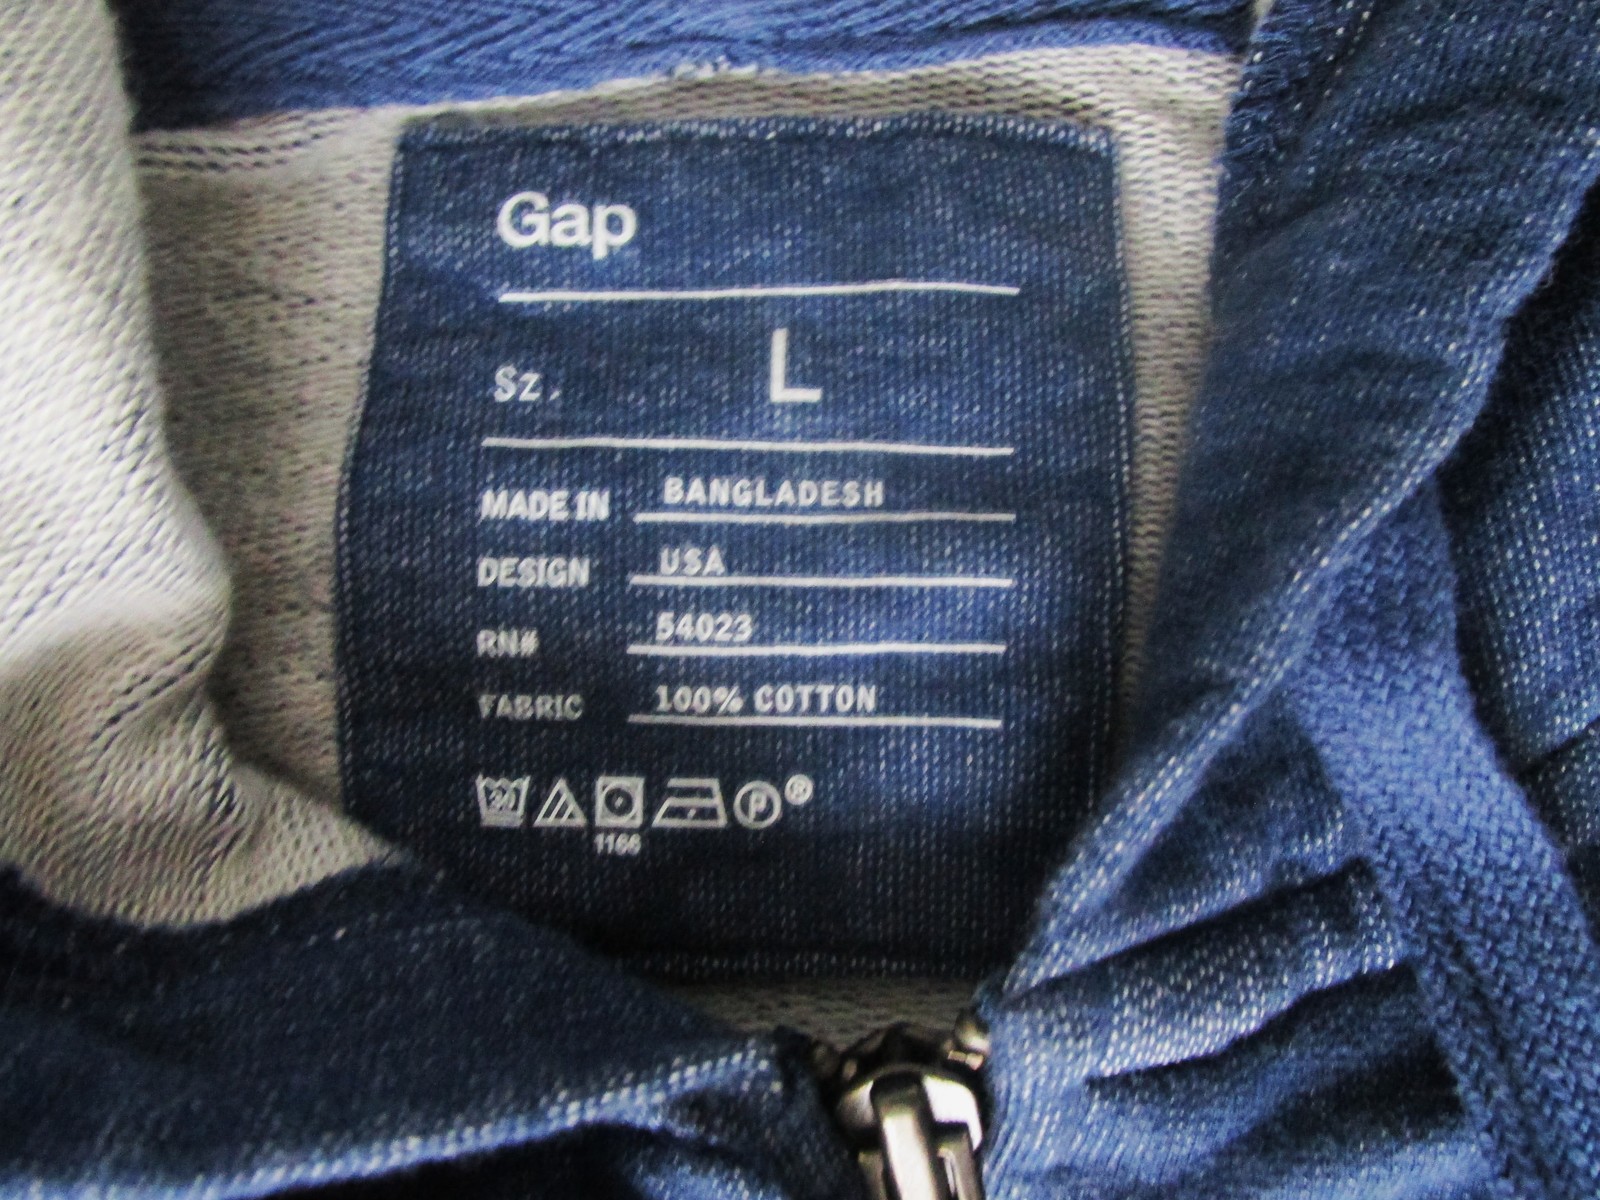 Gap
Sz. L
MADE IN BANGLADESH
DESIGN USA
RN# 54023
FABRIC 100% COTTON
30 P ®
1166